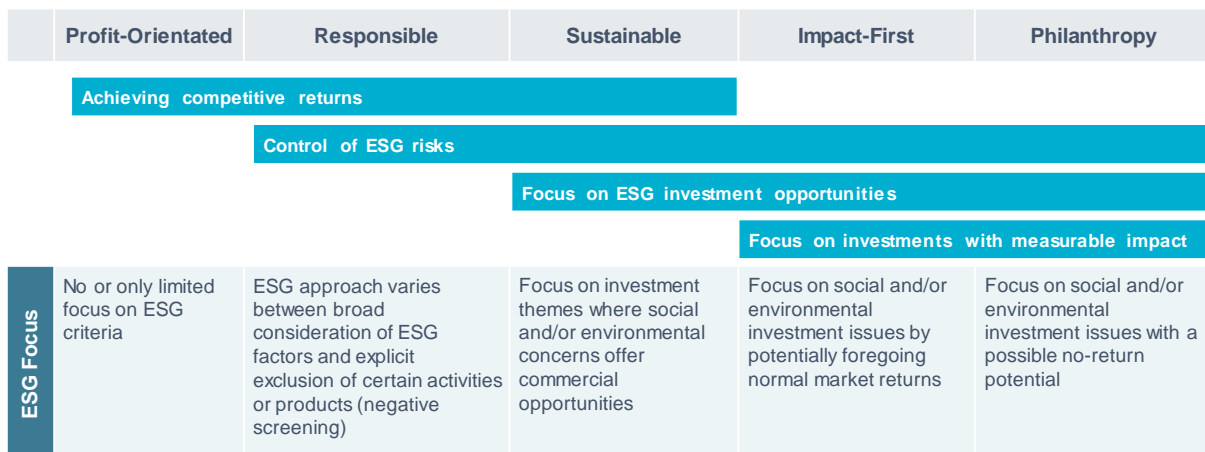 Profit-Orientated
Responsible
Sustainable
Impact-First
Philanthropy
Achieving competitive returns
Control of ESG risks
Focus on ESG investment opportunities
Focus on investments with measurable impact
ESG Focus
No or only limited
focus on ESG
criteria
ESG approach varies
between broad
consideration of ESG
factors and explicit
exclusion of certain activities
or products (negative
screening)
Focus on investment
themes where social
and/or environmental
concerns offer
commercial
opportunities
Focus on social and/or
environmental
investment issues by
potentially foregoing
normal market returns
Focus on social and/or
environmental
investment issues with a
possible no-return
potential